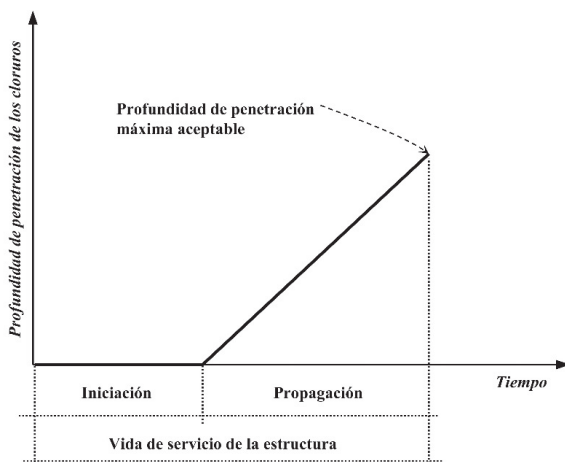 Profundidad de penetración de los cloruros
Profundidad de penetración
máxima aceptable
Iniciación
Propagación
Tiempo
Vida de servicio de la estructura